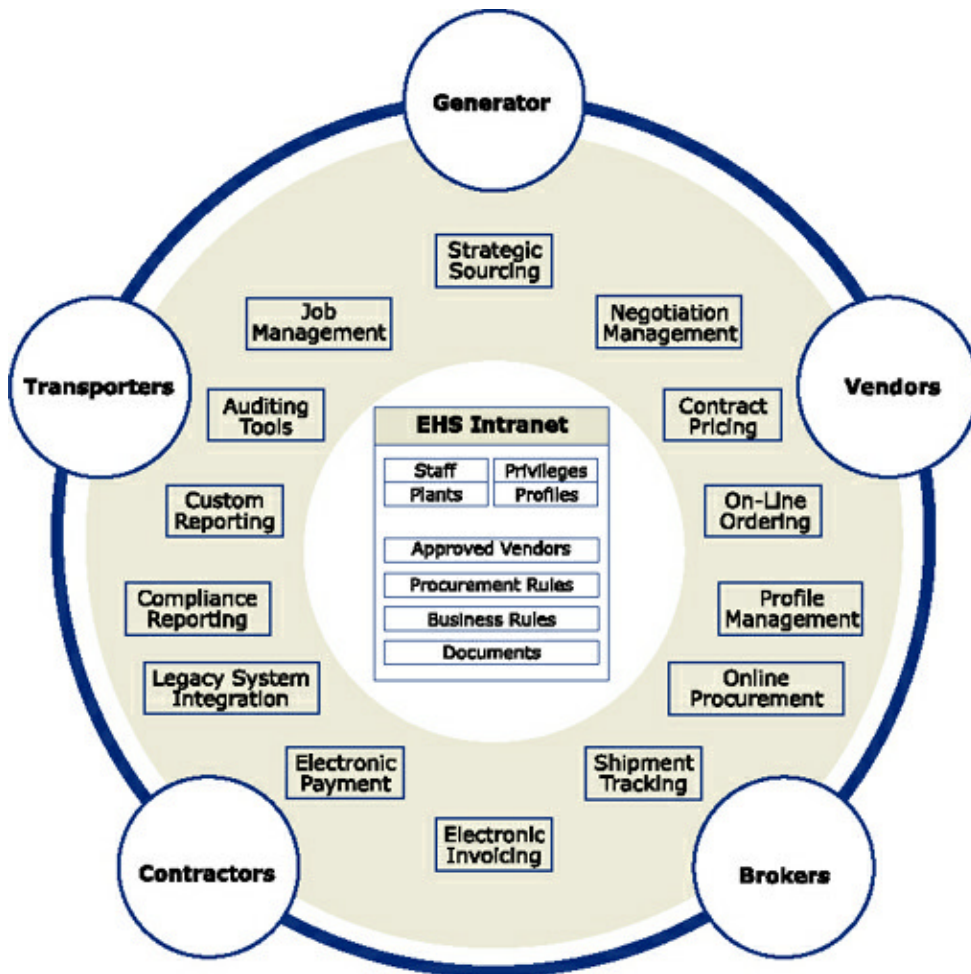 Generator
Strategic
Sourcing
Job
Management
Negotiation
Management
Transporters
Vendors
Auditing
Tools
Contract
Pricing
EHS Intranet
Staff
Privileges
Plants
Profiles
Custom
Reporting
On-Line
Ordering
Approved Vendors
Procurement Rules
Business Rules
Documents
Compliance
Reporting
Profile
Management
Legacy System
Integration
Online
Procurement
Electronic
Payment
Shipment
Tracking
Electronic
Invoicing
Contractors
Brokers